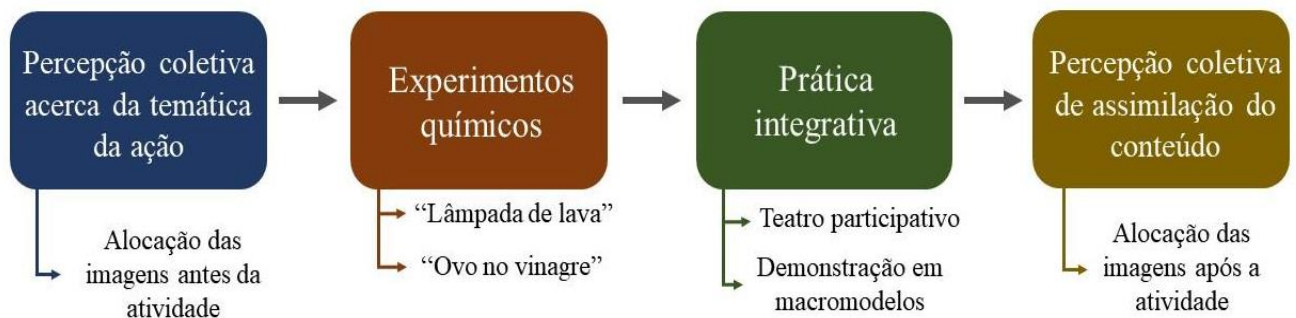 Percepção coletiva
acerca da temática
da ação
Alocação das
imagens antes da
atividade
Experimentos
químicos
“Lâmpada de lava”
“Ovo no vinagre”
Prática
integrativa
Teatro participativo
Demonstração em
macromodelos
Percepção coletiva
de assimilação do
conteúdo
Alocação das
imagens após a
atividade